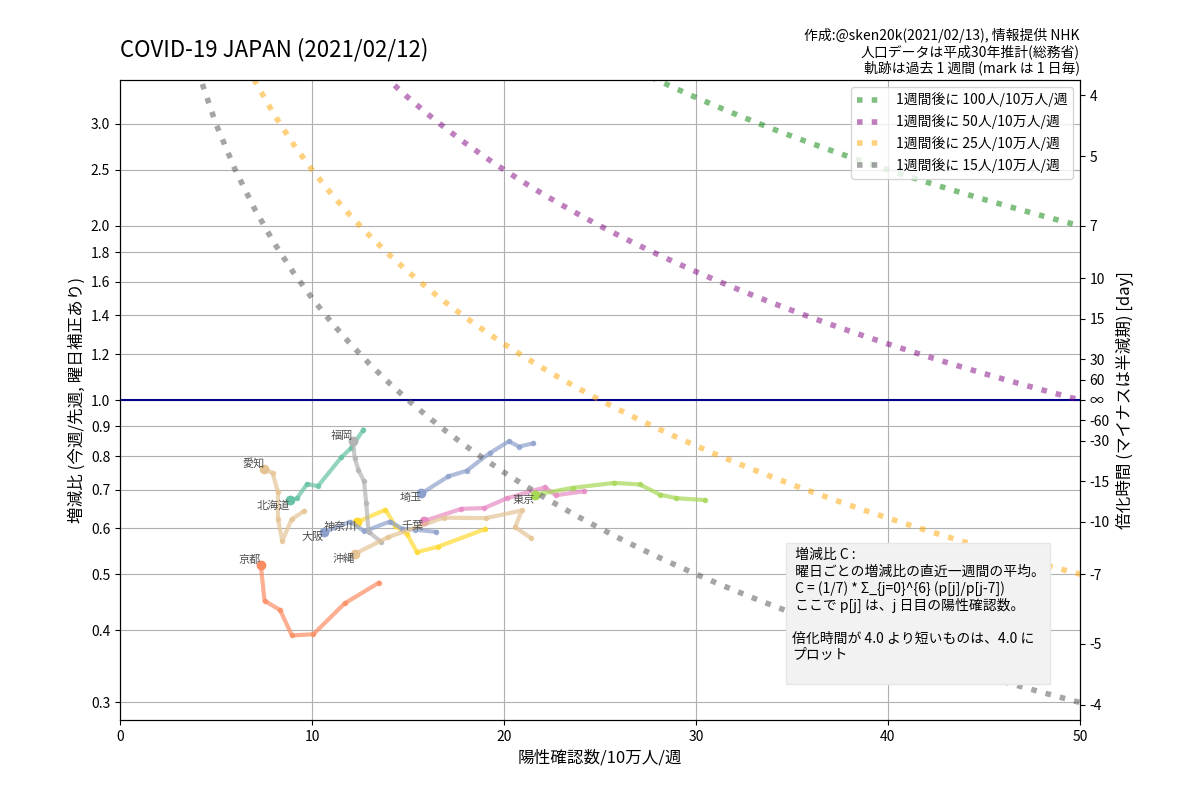 COVID-19 JAPAN (2021/02/12)
作成:@sken20k(2021/02/13), 情報提供 NHK
人口データは平成30年推計(総務省)
軌跡は過去１週間 (mark は１日毎)
1週間後に 100人/10万人/週
1週間後に 50人/10万人/週
1週間後に 25人/10万人/週
1週間後に 15人/10万人/週
増減比 (今週/先週, 曜日補正あり)
3.0
2.5
2.0
1.8
1.6
1.4
1.2
1.0
0.9
0.8
0.7
0.6
0.5
0.4
0.3
福岡
愛知
北海道
埼玉
東京
神奈川
千葉
大阪
沖縄
京都
増減比 C :
曜日ごとの増減比の直近一週間の平均。
C = (1/7) * Σ_{j=0}^{6} (p[j]/p[j-7])
ここで p[j] は、j 日目の陽性確認数。
倍化時間が 4.0 より短いものは、4.0 に
プロット
4
5
7
10
15
30
60
∞
-60
-30
-15
-10
-7
-5
-4
倍化時間 (マイナスは半減期) [day]
0 10 20 30 40 50
陽性確認数/10万人/週